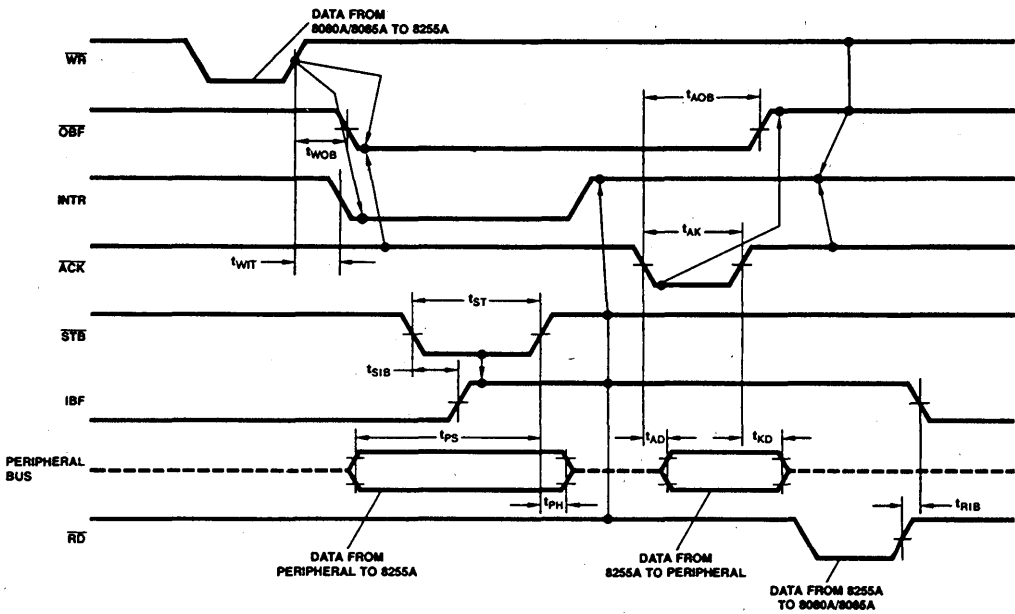 DATA FROM
8080A/8085A TO 8255A
WR
tAOB
OBF
tWOB
INTR
tAK
ACK
tWIT
tST
STB
tSIB
IBF
tPS
tAD
tKD
PERIPHERAL
BUS
tPH
tRIB
RD
DATA FROM
PERIPHERAL TO 8255A
DATA FROM
8255A TO PERIPHERAL
DATA FROM 8255A
TO 8080A/8085A